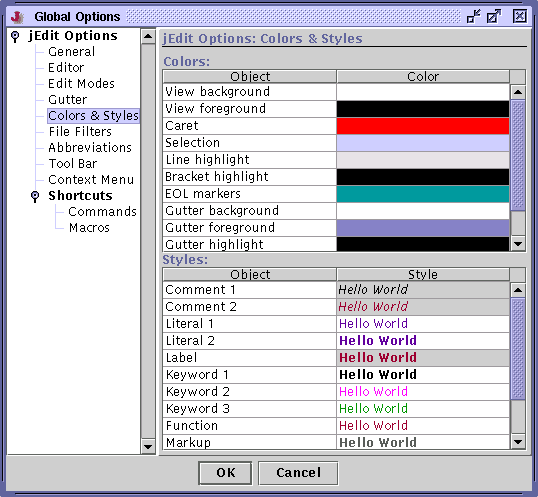 Global Options
jEdit Options
General
Editor
Edit Modes
Gutter
Colors & Styles
File Filters
Abbreviations
Tool Bar
Context Menu
Shortcuts
Commands
Macros
jEdit Options: Colors & Styles
Colors:
Object Color
View background
View foreground
Caret
Selection
Line highlight
Bracket highlight
EOL markers
Gutter background
Gutter foreground
Gutter highlight
Styles:
Object Style
Comment 1 Hello World
Comment 2 Hello World
Literal 1 Hello World
Literal 2 Hello World
Label Hello World
Keyword 1 Hello World
Keyword 2 Hello World
Keyword 3 Hello World
Function Hello World
Markup Hello World
OK Cancel